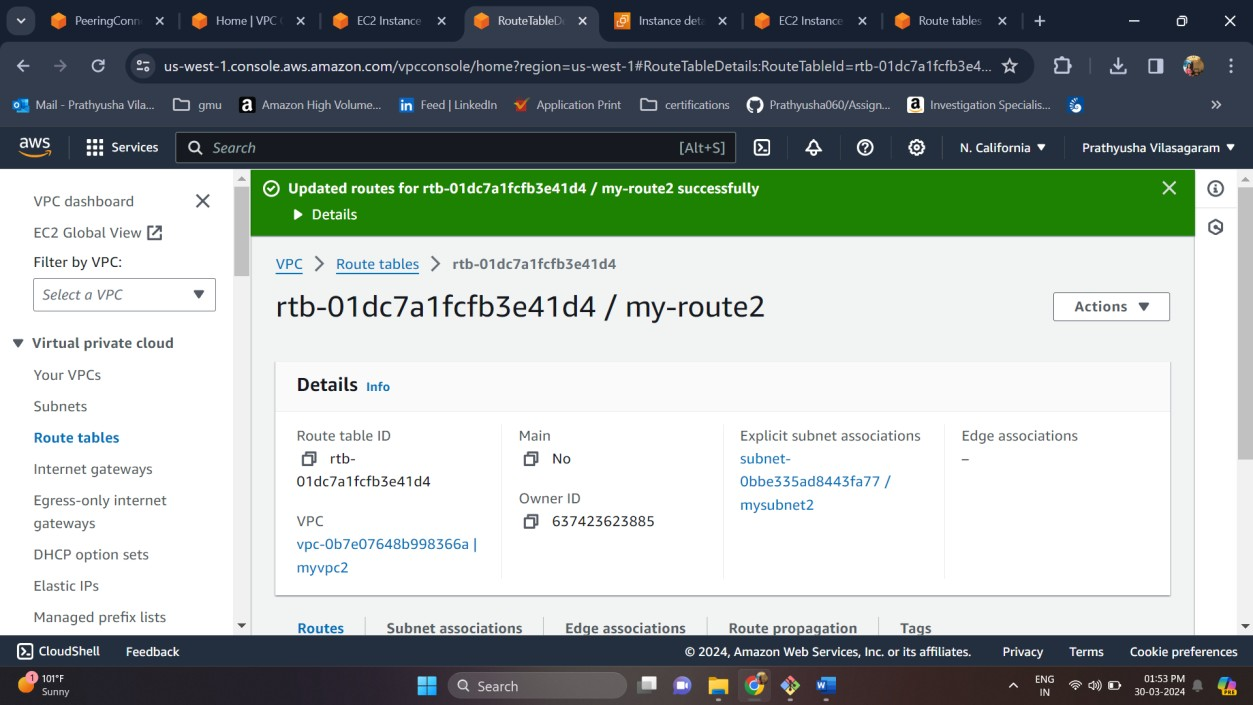 PeeringConn
Home | VPC
EC2 Instance
RouteTableD
Instance deta
EC2 Instance
Route tables
us-west-1.console.aws.amazon.com/vpcconsole/home?region=us-west-1#RouteTableDetails:RouteTableId=rtb-01dc7a1fcfb3e4...
Mail - Prathyusha Vila...
gmu
Amazon High Volume...
Feed | LinkedIn
Application Print
certifications
Prathyusha060/Assign...
Investigation Specialis...
aws
Services
Search
[Alt+S]
N. California
Prathyusha Vilasagaram
VPC dashboard
EC2 Global View
Filter by VPC:
Select a VPC
Virtual private cloud
Your VPCs
Subnets
Route tables
Internet gateways
Egress-only internet
gateways
DHCP option sets
Elastic IPs
Managed prefix lists
Updated routes for rtb-01dc7a1fcfb3e41d4 / my-route2 successfully
Details
VPC > Route tables > rtb-01dc7a1fcfb3e41d4
rtb-01dc7a1fcfb3e41d4 / my-route2
Actions
Details Info
Route table ID
rtb-
01dc7a1fcfb3e41d4
VPC
vpc-0b7e07648b998366a |
myvpc2
Main
No
Owner ID
637423623885
Explicit subnet associations
subnet-
0bbe335ad8443fa77 /
mysubnet2
Edge associations
–
Routes
Subnet associations
Edge associations
Route propagation
Tags
CloudShell
Feedback
© 2024, Amazon Web Services, Inc. or its affiliates.
Privacy
Terms
Cookie preferences
1
101°F
Sunny
Search
ENG
IN
01:53 PM
30-03-2024